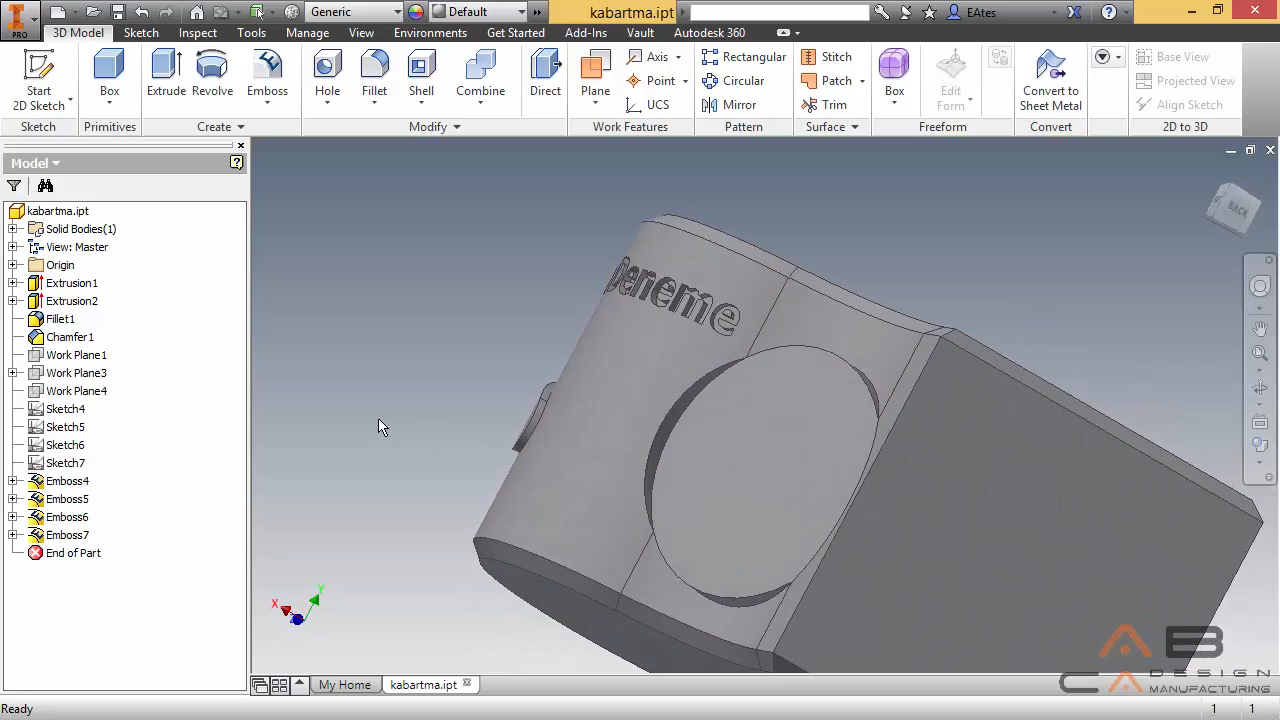 PRO
Generic
Default
kabartma.ipt
EAtes
3D Model
Sketch
Inspect
Tools
Manage
View
Environments
Get Started
Add-Ins
Vault
Autodesk 360
Start
2D Sketch
Box
Extrude
Revolve
Emboss
Hole
Fillet
Shell
Combine
Direct
Plane
Axis
Point
UCS
Rectangular
Circular
Mirror
Stitch
Patch
Trim
Box
Edit
Form
Convert to
Sheet Metal
Base View
Projected View
Align Sketch
Sketch
Primitives
Create
Modify
Work Features
Pattern
Surface
Freeform
Convert
2D to 3D
Model
kabartma.ipt
Solid Bodies(1)
View: Master
Origin
Extrusion1
Extrusion2
Fillet1
Chamfer1
Work Plane1
Work Plane3
Work Plane4
Sketch4
Sketch5
Sketch6
Sketch7
Emboss4
Emboss5
Emboss6
Emboss7
End of Part
deneme
BACK
X
Y
AB
CADESIGN
MANUFACTURING
My Home
kabartma.ipt
Ready
1 1